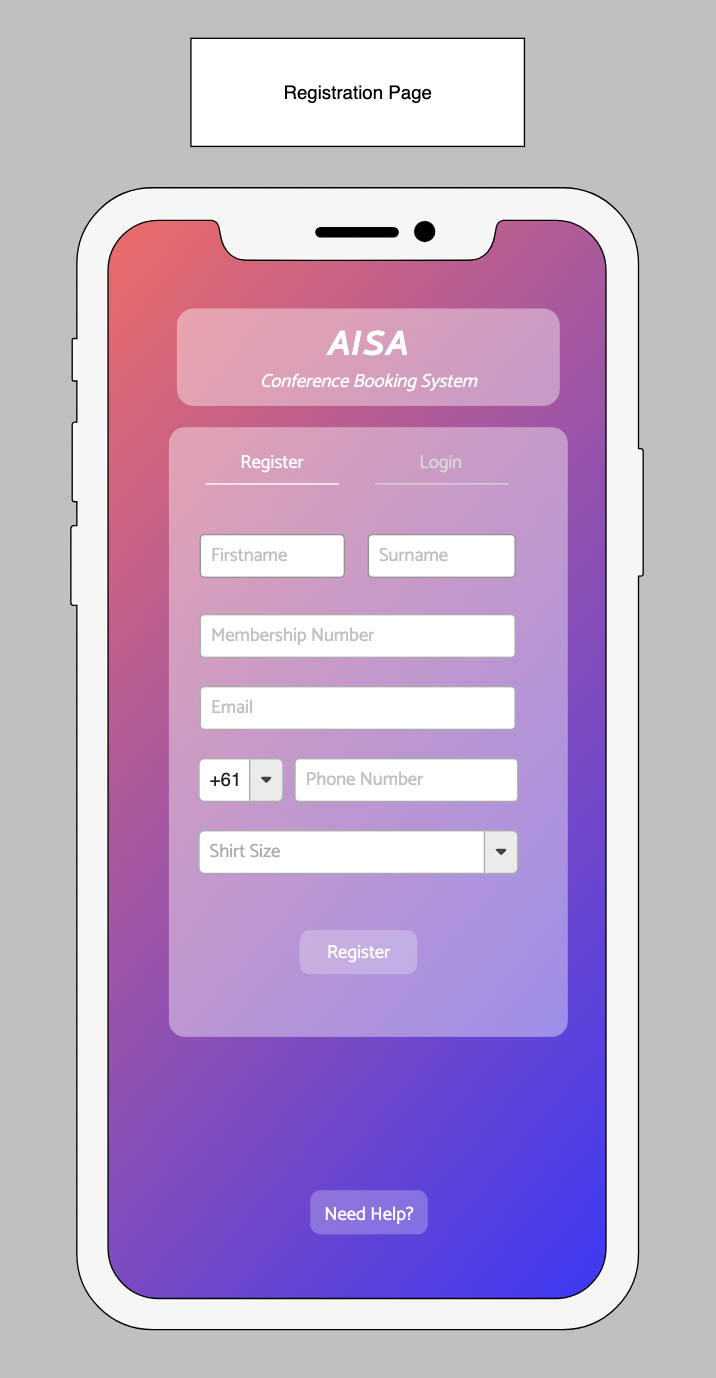 Registration Page
AISA
Conference Booking System
Register Login
Firstname Surname
Membership Number
Email
+61 Phone Number
Shirt Size
Register
Need Help?